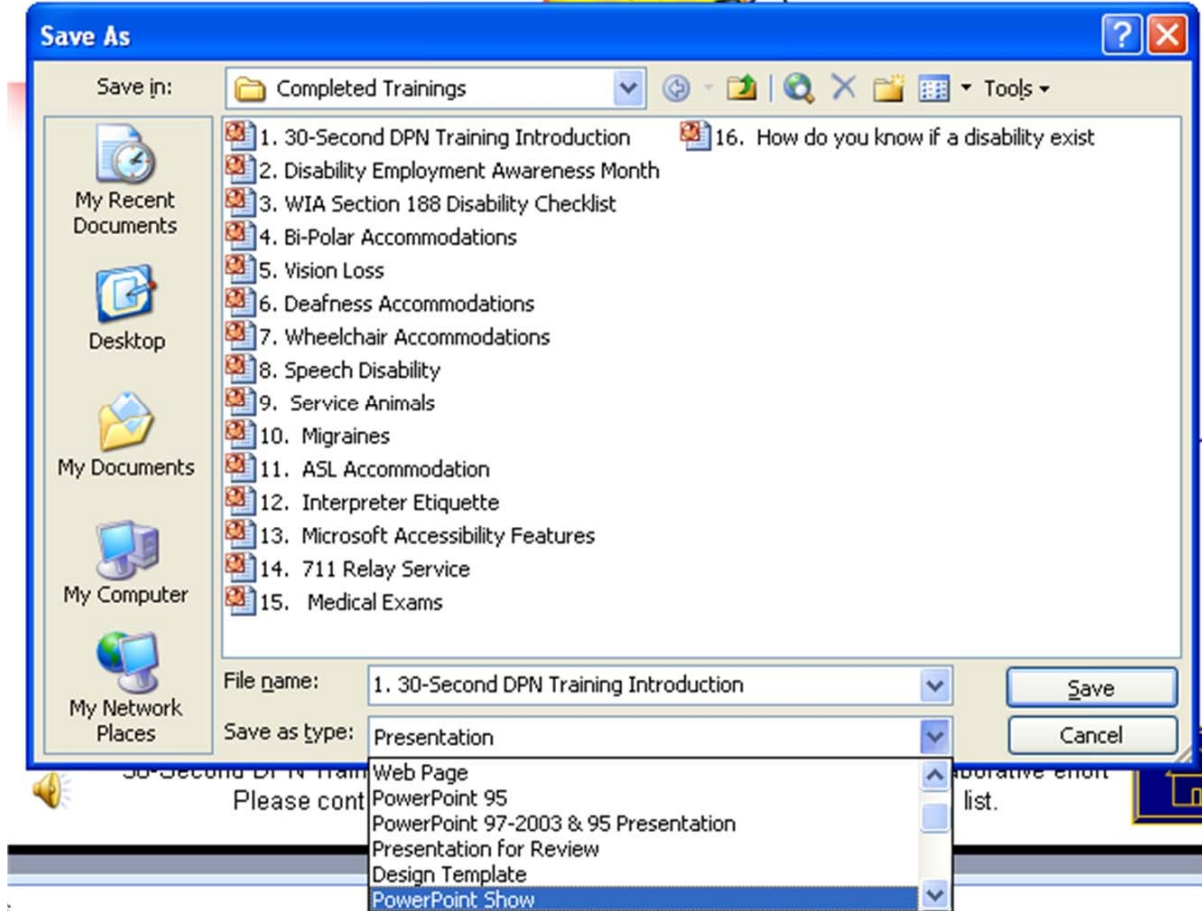 Save As
Save in:
Completed Trainings
Tools
My Recent
Documents
Desktop
My Documents
My Computer
My Network
Places
1. 30-Second DPN Training Introduction
2. Disability Employment Awareness Month
3. WIA Section 188 Disability Checklist
4. Bi-Polar Accommodations
5. Vision Loss
6. Deafness Accommodations
7. Wheelchair Accommodations
8. Speech Disability
9. Service Animals
10. Migraines
11. ASL Accommodation
12. Interpreter Etiquette
13. Microsoft Accessibility Features
14. 711 Relay Service
15. Medical Exams
16. How do you know if a disability exist
File name:
1. 30-Second DPN Training Introduction
Save
Save as type:
Presentation
Cancel
Web Page
PowerPoint 95
PowerPoint 97-2003 & 95 Presentation
Presentation for Review
Design Template
PowerPoint Show
Please
list.